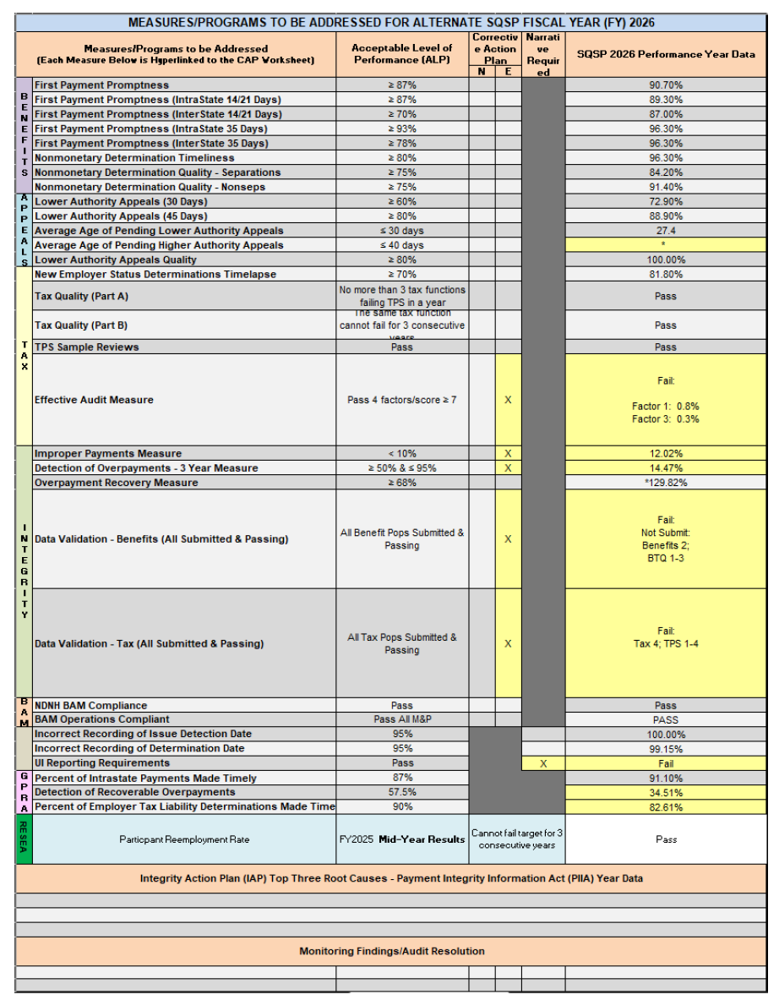 MEASURES/PROGRAMS TO BE ADDRESSED FOR ALTERNATE SQSP FISCAL YEAR (FY) 2026
Measures/Programs to be Addressed
(Each Measure Below is Hyperlinked to the CAP Worksheet)
Acceptable Level of
Performance (ALP)
Correctiv
e Action
Plan
N E
Narrati
ve
Requir
ed
SQSP 2026 Performance Year Data
BENEFITS
First Payment Promptness ≥ 87% 90.70%
First Payment Promptness (IntraState 14/21 Days) ≥ 87% 89.30%
First Payment Promptness (InterState 14/21 Days) ≥ 70% 87.00%
First Payment Promptness (IntraState 35 Days) ≥ 93% 96.30%
First Payment Promptness (InterState 35 Days) ≥ 78% 96.30%
Nonmonetary Determination Timeliness ≥ 80% 96.30%
Nonmonetary Determination Quality - Separations ≥ 75% 84.20%
Nonmonetary Determination Quality - Nonseps ≥ 75% 91.40%
APPEALS
Lower Authority Appeals (30 Days) ≥ 60% 72.90%
Lower Authority Appeals (45 Days) ≥ 80% 88.90%
Average Age of Pending Lower Authority Appeals ≤ 30 days 27.4
Average Age of Pending Higher Authority Appeals ≤ 40 days *
Lower Authority Appeals Quality ≥ 80% 100.00%
TAX
New Employer Status Determinations Timelapse ≥ 70% 81.80%
Tax Quality (Part A)
No more than 3 tax functions
failing TPS in a year
Pass
Tax Quality (Part B)
The same tax function
cannot fail for 3 consecutive
years
Pass
TPS Sample Reviews Pass Pass
Effective Audit Measure Pass 4 factors/score ≥ 7 X
Fail:
Factor 1: 0.8%
Factor 3: 0.3%
INTEGRITY
Improper Payments Measure < 10% X 12.02%
Detection of Overpayments - 3 Year Measure ≥ 50% & ≤ 95% X 14.47%
Overpayment Recovery Measure ≥ 68% *129.82%
Data Validation - Benefits (All Submitted & Passing)
All Benefit Pops Submitted &
Passing
X
Fail:
Not Submit:
Benefits 2;
BTQ 1-3
Data Validation - Tax (All Submitted & Passing)
All Tax Pops Submitted &
Passing
X
Fail:
Tax 4; TPS 1-4
BAM
NDNH BAM Compliance Pass Pass
BAM Operations Compliant Pass All M&P PASS
Incorrect Recording of Issue Detection Date 95% 100.00%
Incorrect Recording of Determination Date 95% 99.15%
UI Reporting Requirements Pass X Fail
GPRA
Percent of Intrastate Payments Made Timely 87% 91.10%
Detection of Recoverable Overpayments 57.5% 34.51%
Percent of Employer Tax Liability Determinations Made Time 90% 82.61%
RESEA
Particpant Reemployment Rate
FY2025 Mid-Year Results
Cannot fail target for 3
consecutive years
Pass
Integrity Action Plan (IAP) Top Three Root Causes - Payment Integrity Information Act (PIIA) Year Data
Monitoring Findings/Audit Resolution